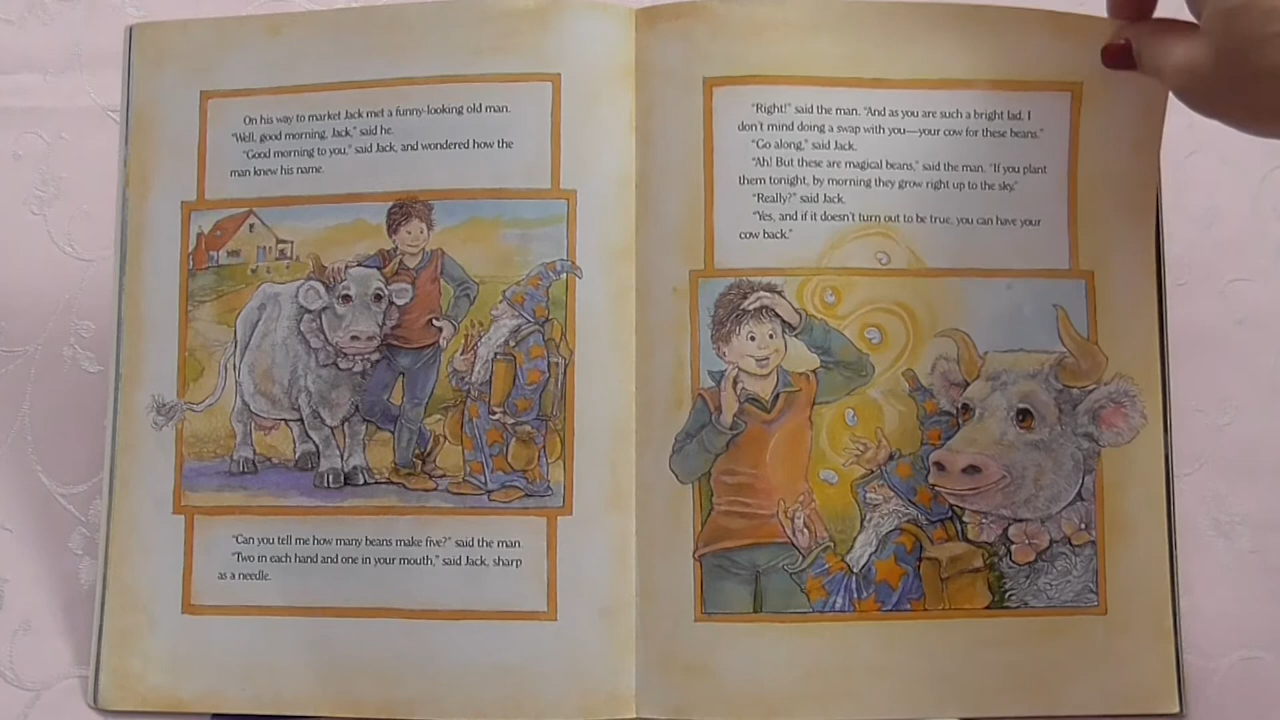 On his way to market Jack met a funny-looking old man.
"Well, good morning, Jack," said he.
"Good morning to you," said Jack, and wondered how the
man knew his name.
"Can you tell me how many beans make five?" said the man.
"Two in each hand and one in your mouth," said Jack, sharp
as a needle.
"Right!" said the man. "And as you are such a bright lad, I
don't mind doing a swap with you—your cow for these beans."
"Go along," said Jack.
"Ah! But these are magical beans," said the man. "If you plant
them tonight, by morning they grow right up to the sky."
"Really?" said Jack.
"Yes, and if it doesn't turn out to be true, you can have your
cow back."